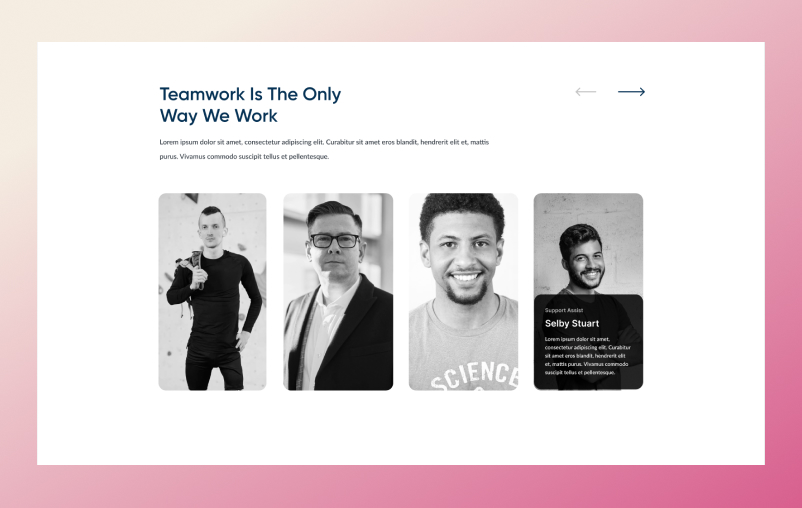 Teamwork Is The Only
Way We Work
Lorem ipsum dolor sit amet, consectetur adipiscing elit. Curabitur sit amet eros blandit, hendrerit elit et, mattis
purus. Vivamus commodo suscipit tellus et pellentesque.
SCIENCE
Support Assist
Selby Stuart
Lorem ipsum dolor sit amet,
consectetur adipiscing elit. Curabitur
sit amet eros blandit, hendrerit elit
et, mattis purus. Vivamus commodo
suscipit tellus et pellentesque.